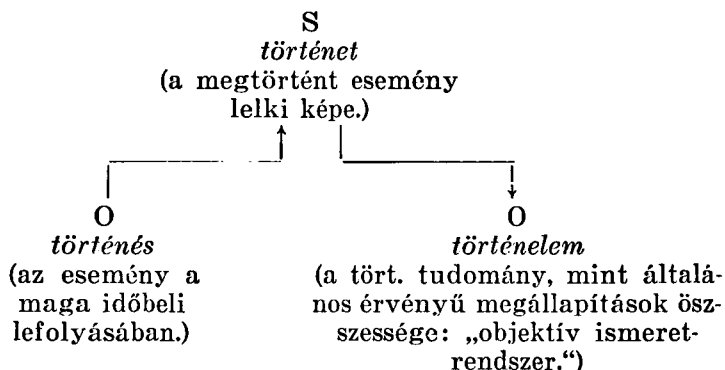 S
történet
(a megtörtént esemény
lelki képe.)
O
történés
(az esemény a
maga időbeli
lefolyásában.)
O
történelem
(a tört. tudomány, mint általá-
nos érvényű megállapítások ösz-
szessége: „objektív ismeret-
rendszer.“)